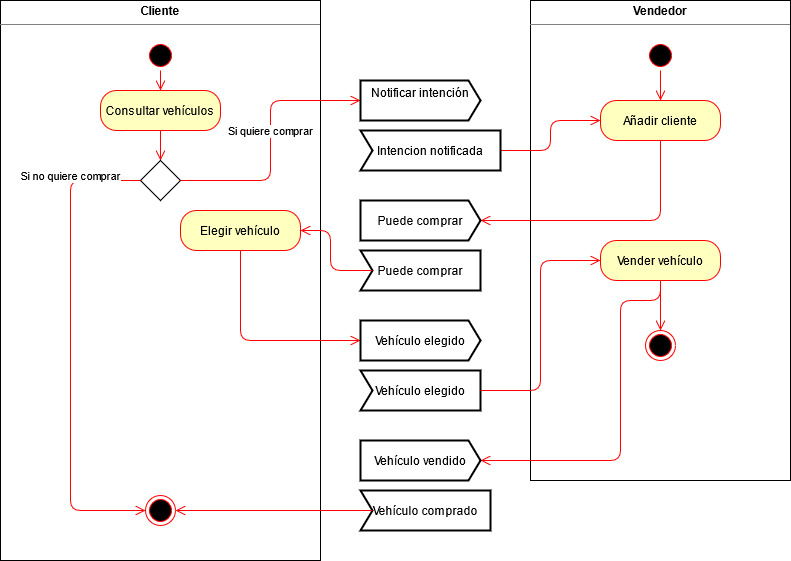 Cliente
Vendedor
Consultar vehículos
Notificar intención
Añadir cliente
Si quiere comprar
Intencion notificada
Si no quiere comprar
Puede comprar
Elegir vehículo
Puede comprar
Vender vehículo
Vehículo elegido
Vehículo elegido
Vehículo vendido
Vehículo comprado